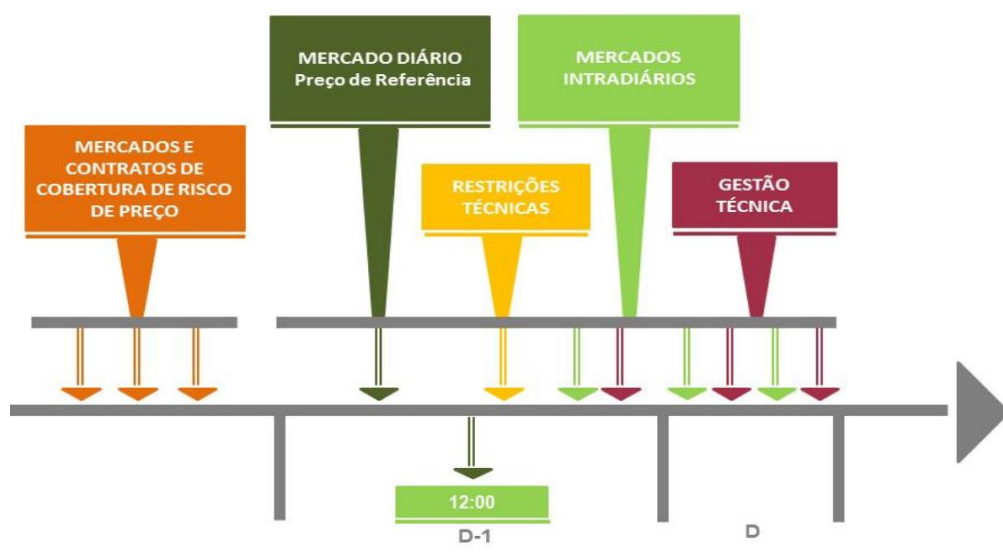 MERCADO DIÁRIO
Preço de Referência
MERCADOS
INTRADIÁRIOS
MERCADOS E
CONTRATOS DE
COBERTURA DE RISCO
DE PREÇO
RESTRIÇÕES
TÉCNICAS
GESTÃO
TÉCNICA
12:00
D-1
D